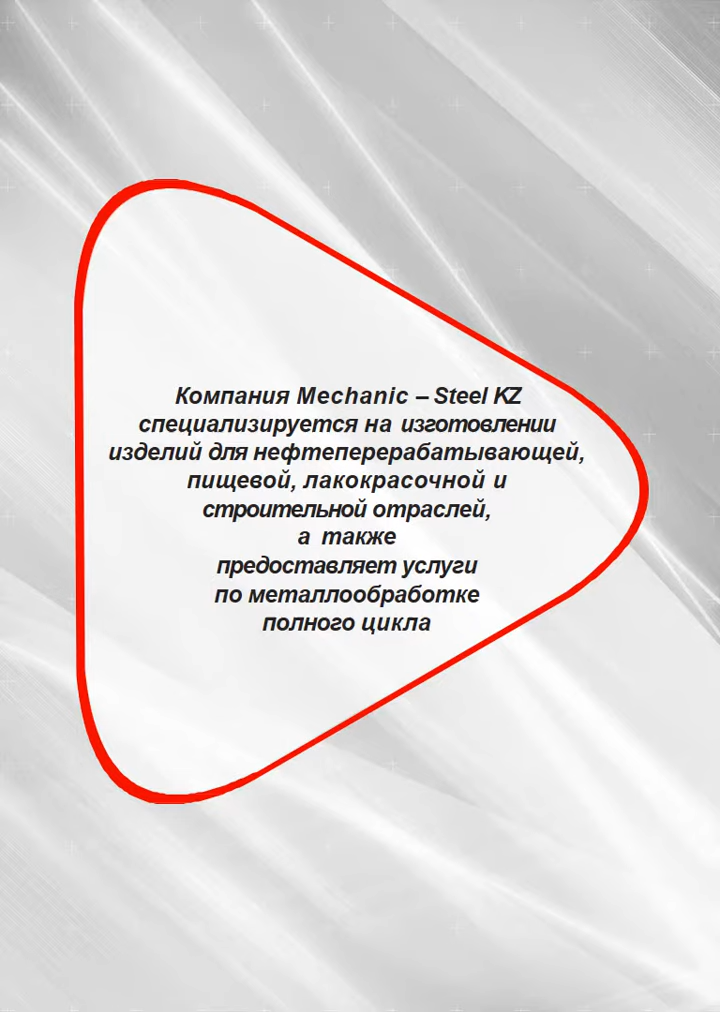 Компания Mechanic – Steel KZ
специализируется на изготовлении
изделий для нефтеперерабатывающей,
пищевой, лакокрасочной и
строительной отраслей,
а также
предоставляет услуги
по металлообработке
полного цикла